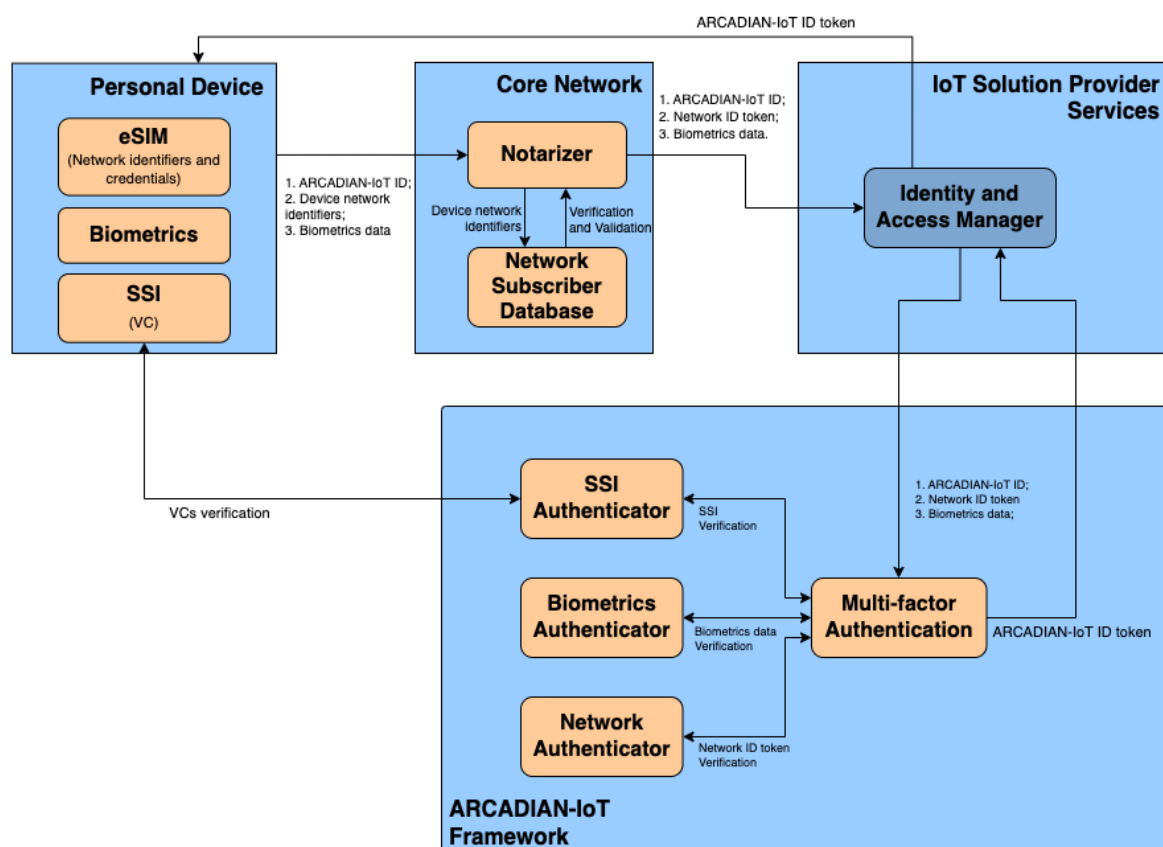 ARCADIAN-IoT ID token
Personal Device
eSIM
(Network identifiers and
credentials)
Biometrics
SSI
(VC)
1. ARCADIAN-IoT ID;
2. Device network
identifiers;
3. Biometrics data
Core Network
Notarizer
Device network
identifiers
Verification
and Validation
Network
Subscriber
Database
1. ARCADIAN-IoT ID;
2. Network ID token;
3. Biometrics data.
IoT Solution Provider
Services
Identity and
Access Manager
VCs verification
SSI
Authenticator
SSI
Verification
1. ARCADIAN-IoT ID;
2. Network ID token
3. Biometrics data;
Biometrics
Authenticator
Biometrics data
Verification
Multi-factor
Authentication
ARCADIAN-IoT ID token
Network
Authenticator
Network ID token
Verification
ARCADIAN-IoT
Framework